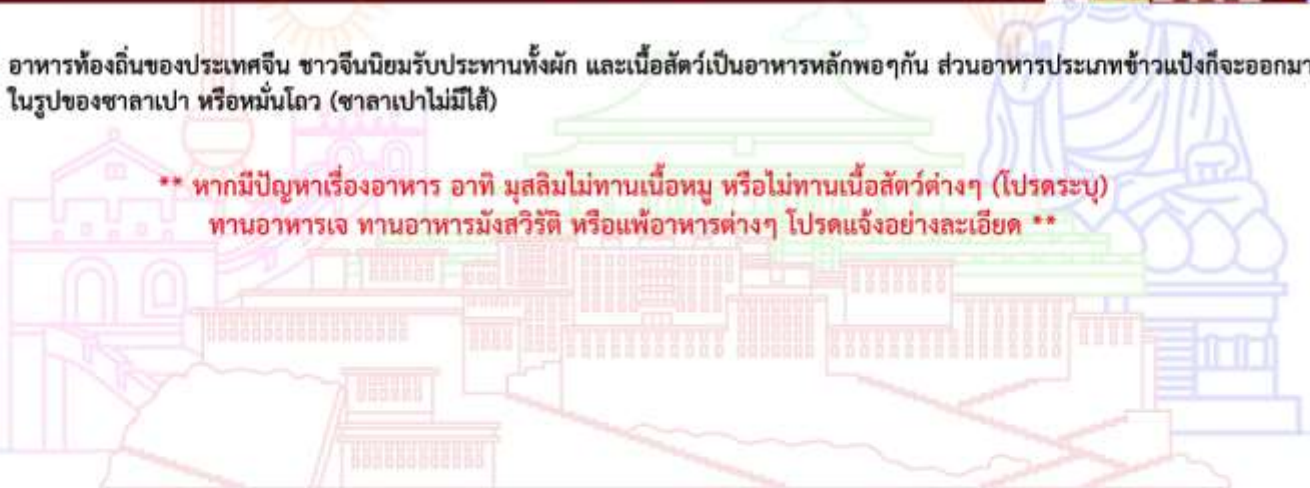 อาหารท้องถิ่นของประเทศจีน ชาวจีนนิยมรับประทานทั้งผัก และเนื้อสัตว์เป็นอาหารหลักพอๆกัน ส่วนอาหารประเภทข้าวแป้งก็จะออกมา
ในรูปของซาลาเปา หรือหมั่นโถว (ซาลาเปาไม่มีไส้)
** หากมีปัญหาเรื่องอาหาร อาทิ มุสลิมไม่ทานเนื้อหมู หรือไม่ทานเนื้อสัตว์ต่างๆ (โปรดระบุ)
ทานอาหารเจ ทานอาหารมังสวิรัติ หรือแพ้อาหารต่างๆ โปรดแจ้งอย่างละเอียด **